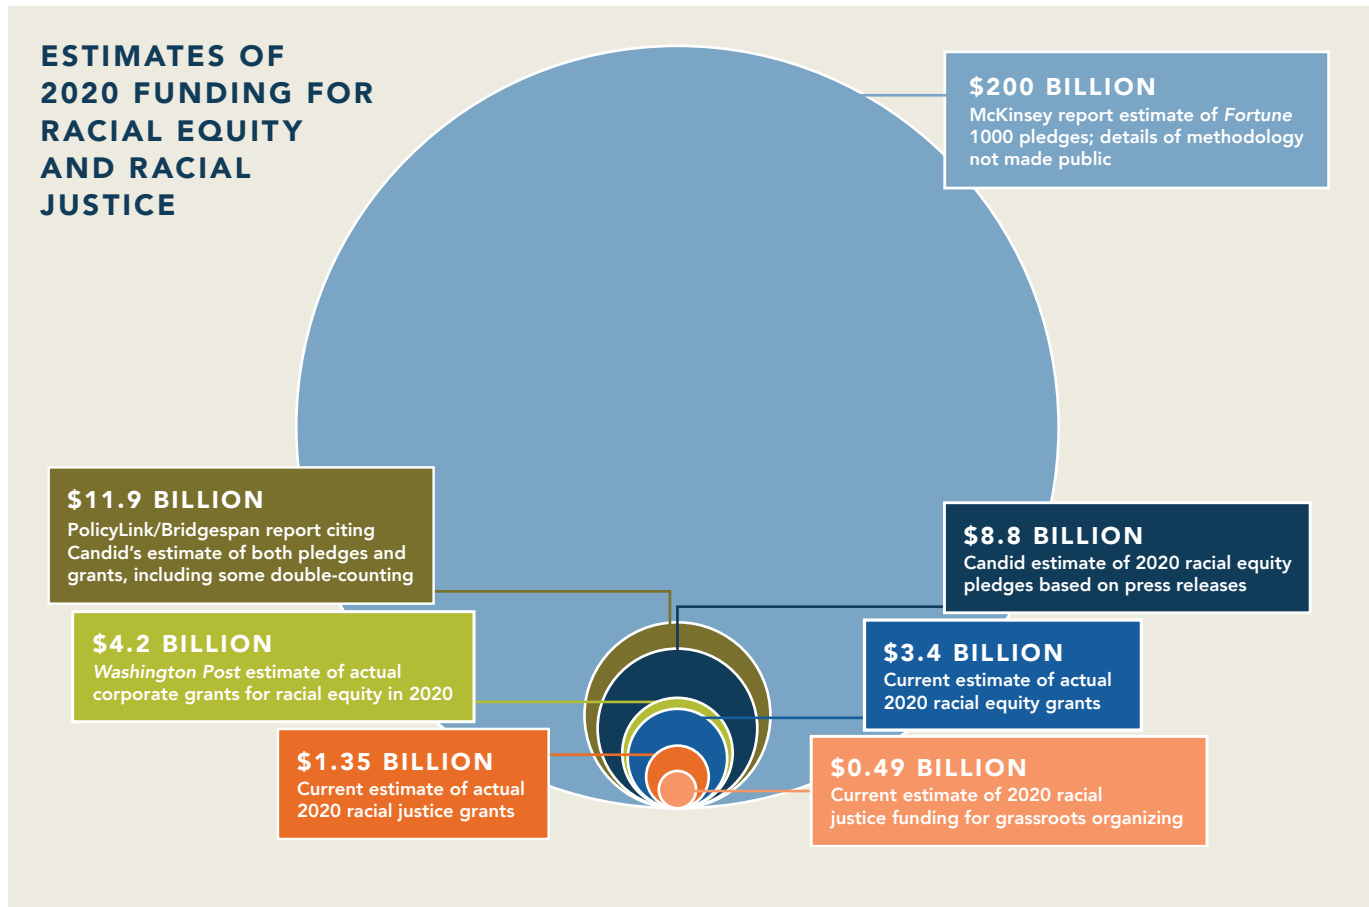 ESTIMATES OF
2020 FUNDING FOR
RACIAL EQUITY
AND RACIAL
JUSTICE
$200 BILLION
McKinsey report estimate of Fortune
1000 pledges; details of methodology
not made public
$11.9 BILLION
PolicyLink/Bridgespan report citing
Candid’s estimate of both pledges and
grants, including some double-counting
$8.8 BILLION
Candid estimate of 2020 racial equity
pledges based on press releases
$4.2 BILLION
Washington Post estimate of actual
corporate grants for racial equity in 2020
$3.4 BILLION
Current estimate of actual
2020 racial equity grants
$1.35 BILLION
Current estimate of actual
2020 racial justice grants
$0.49 BILLION
Current estimate of 2020 racial
justice funding for grassroots organizing